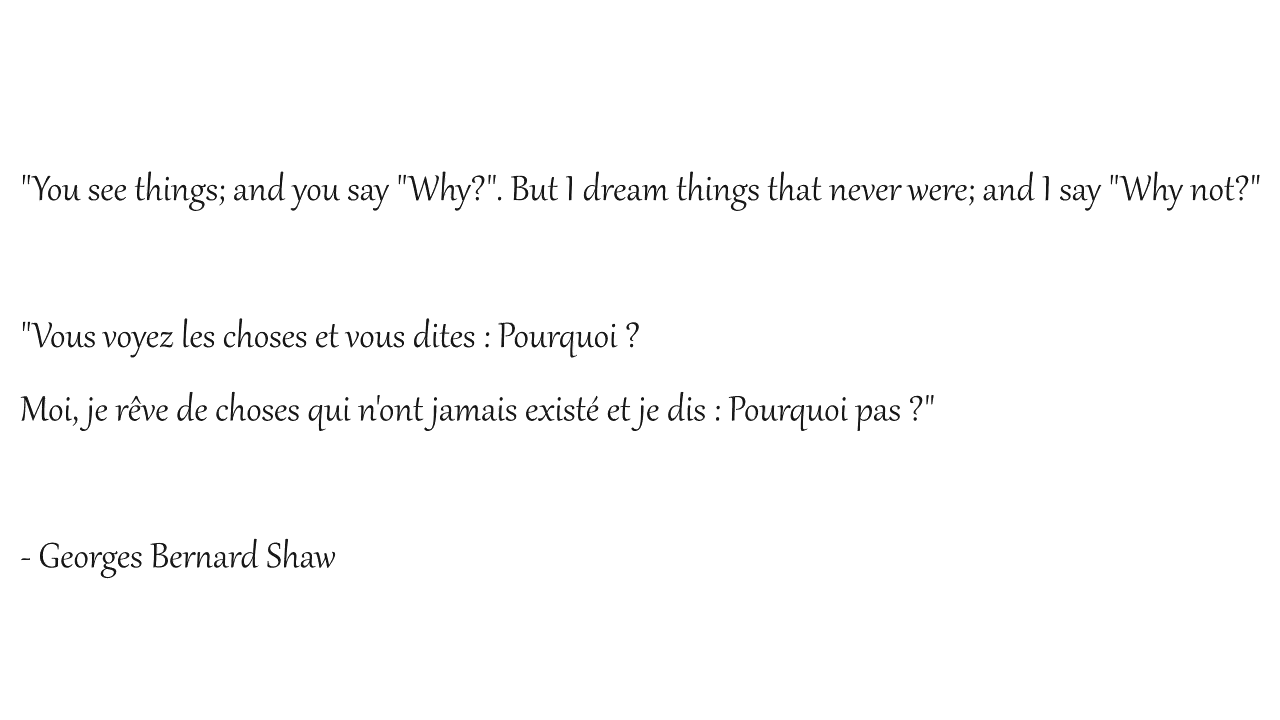 "You see things; and you say "Why?". But I dream things that never were; and I say "Why not?"
"Vous voyez les choses et vous dites : Pourquoi ?
Moi, je rêve de choses qui n'ont jamais existé et je dis : Pourquoi pas ?"
- Georges Bernard Shaw